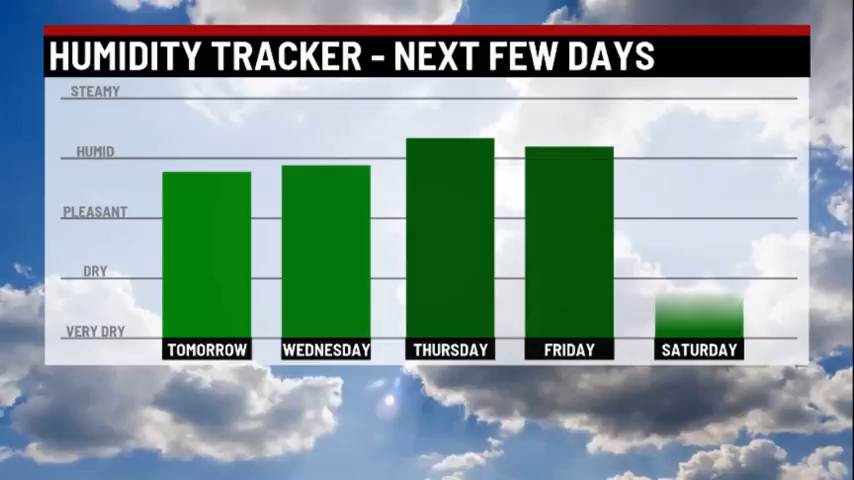 HUMIDITY TRACKER - NEXT FEW DAYS
STEAMY
HUMID
PLEASANT
DRY
VERY DRY
TOMORROW WEDNESDAY THURSDAY FRIDAY SATURDAY